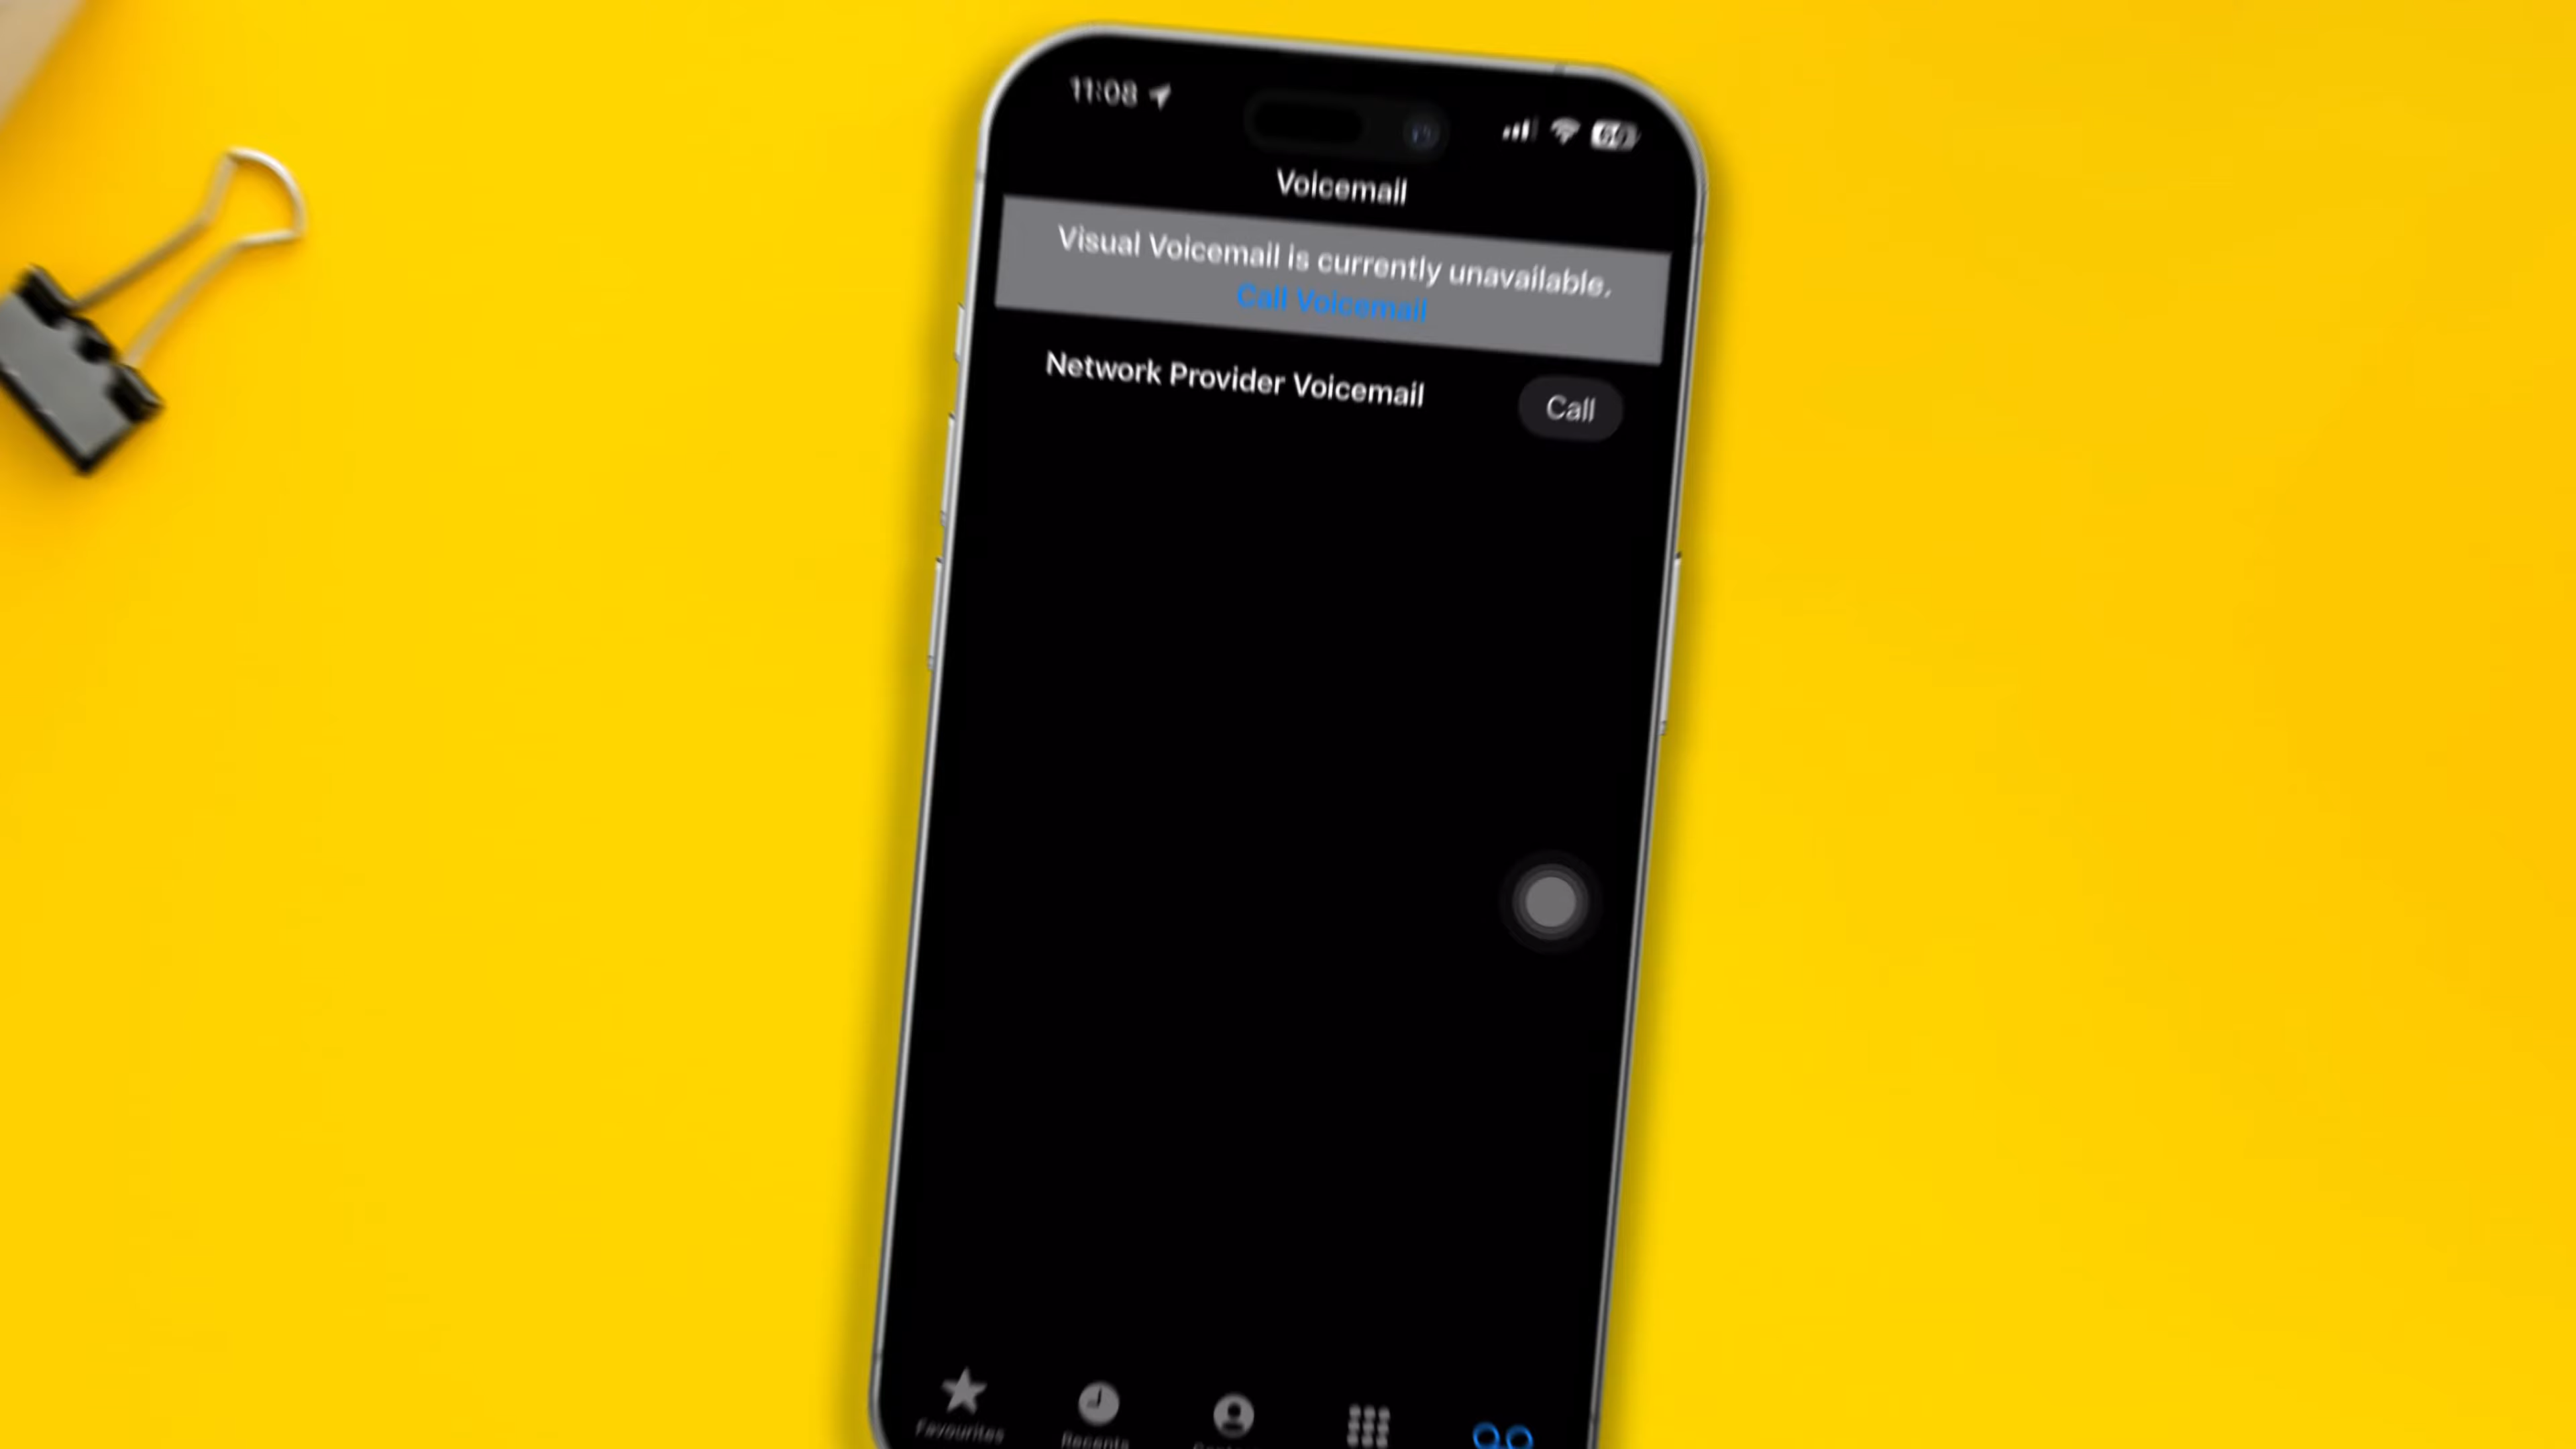 11:08
Voicemail
Visual Voicemail is currently unavailable.
Call Voicemail
Network Provider Voicemail
Call
Favourites
Recents